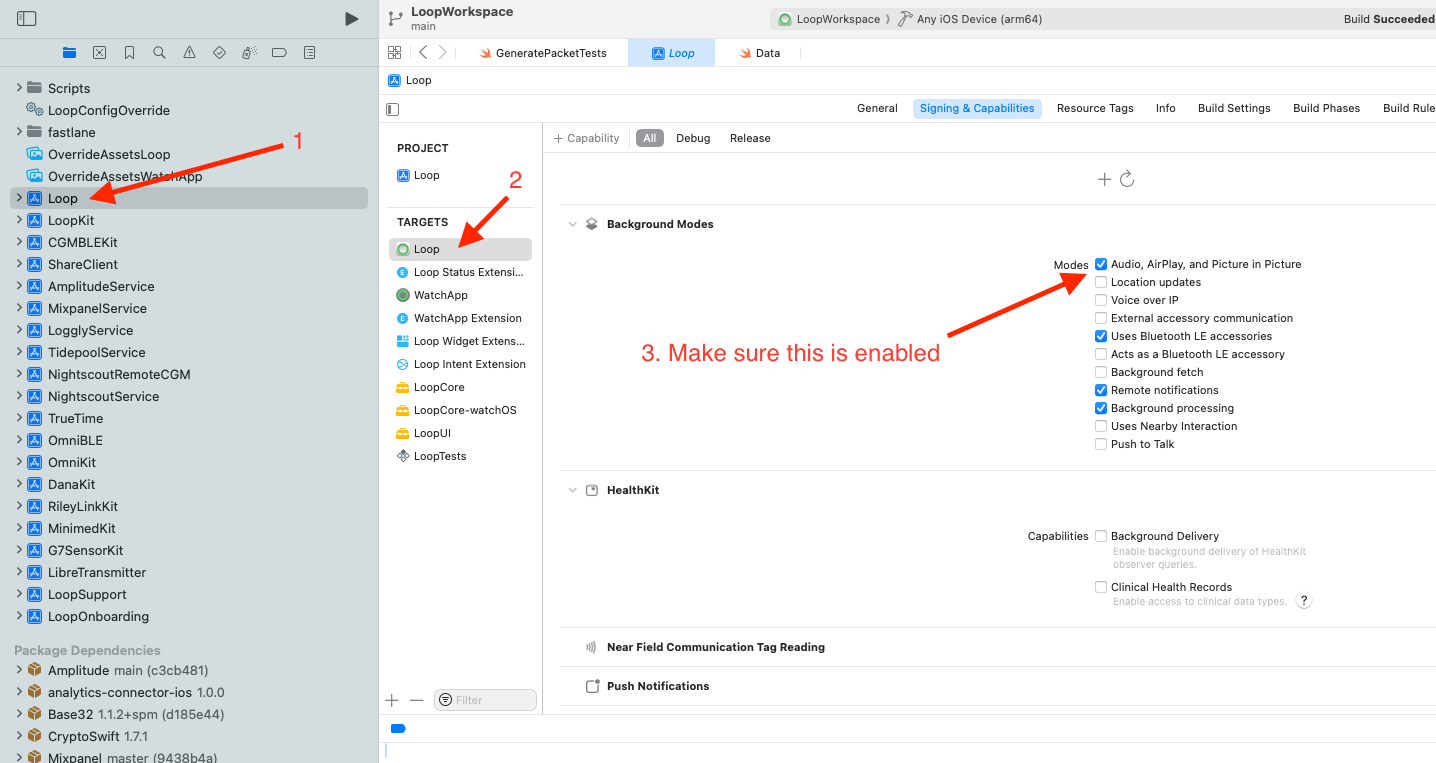 LoopWorkspace
main
LoopWorkspace 〉 Any iOS Device (arm64)
Build Succeeded
GeneratePacketTests
Loop
Data
Loop
General
Signing & Capabilities
Resource Tags
Info
Build Settings
Build Phases
Build Rule
+ Capability
All
Debug
Release
Scripts
LoopConfigOverride
fastlane
OverrideAssetsLoop
OverrideAssetsWatchApp
Loop
LoopKit
CGMBLEKit
ShareClient
AmplitudeService
MixpanelService
LogglyService
TidepoolService
NightscoutRemoteCGM
NightscoutService
TrueTime
OmniBLE
OmniKit
DanaKit
RileyLinkKit
MinimedKit
G7SensorKit
LibreTransmitter
LoopSupport
LoopOnboarding
Package Dependencies
Amplitude main (c3cb481)
analytics-connector-ios 1.0.0
Base32 1.1.2+spm (d185e44)
CryptoSwift 1.7.1
Mixpanel master (9438b4a)
1
PROJECT
Loop
2
TARGETS
Loop
Loop Status Extensi...
WatchApp
WatchApp Extension
Loop Widget Extens...
Loop Intent Extension
LoopCore
LoopCore-watchOS
LoopUI
LoopTests
Filter
Background Modes
Modes
Audio, AirPlay, and Picture in Picture
Location updates
Voice over IP
External accessory communication
Uses Bluetooth LE accessories
Acts as a Bluetooth LE accessory
Background fetch
Remote notifications
Background processing
Uses Nearby Interaction
Push to Talk
3. Make sure this is enabled
HealthKit
Capabilities
Background Delivery
Enable background delivery of HealthKit
observer queries.
Clinical Health Records
Enable access to clinical data types.
?
Near Field Communication Tag Reading
Push Notifications